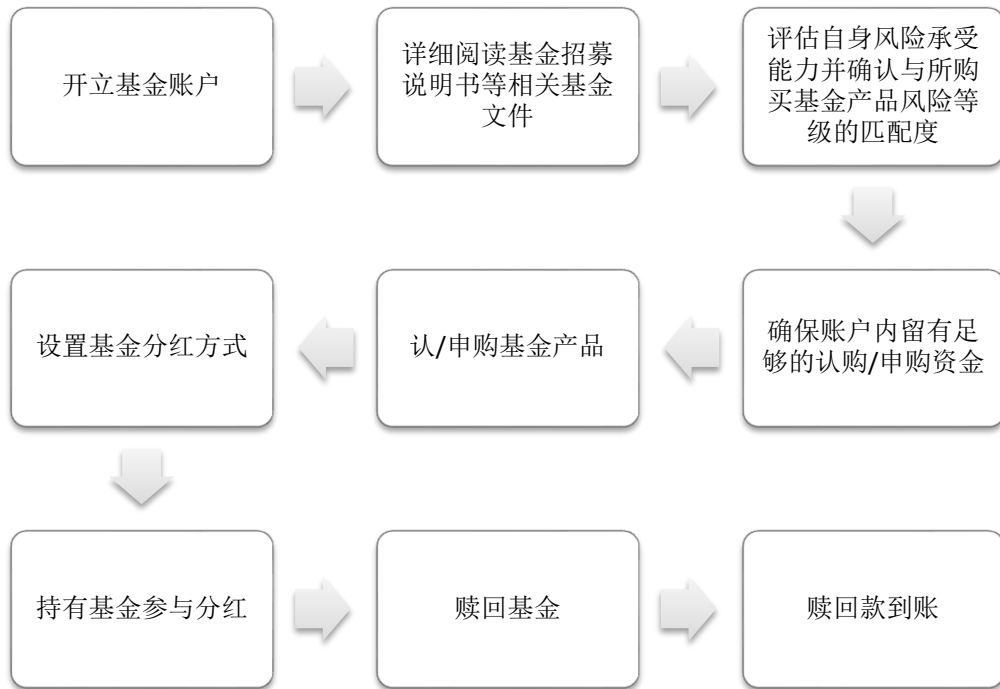 开立基金账户
详细阅读基金招募
说明书等相关基金
文件
评估自身风险承受
能力并确认与所购
买基金产品风险等
级的匹配度
确保账户内留有足
够的认购/申购资金
认/申购基金产品
设置基金分红方式
持有基金参与分红
赎回基金
赎回款到账